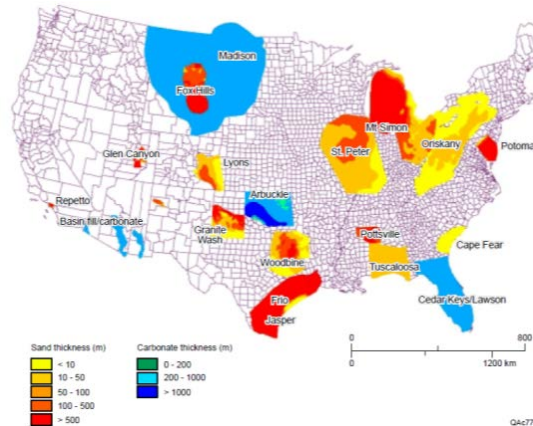 Madison
Fox Hills
Mt Simon
Oriskany
St. Peter
Potoma
Glen Canyon
Lyons
Arbuckle
Repetto
Basin fill/carbonate
Granite
Wash
Pottsville
Cape Fear
Woodbine
Tuscaloosa
Cedar Keys/Lawson
Frio
Jasper
0 800
0 1200 km
Sand thickness (m)
< 10
10 - 50
50 - 100
100 - 500
> 500
Carbonate thickness (m)
0 - 200
200 - 1000
> 1000
QAc77